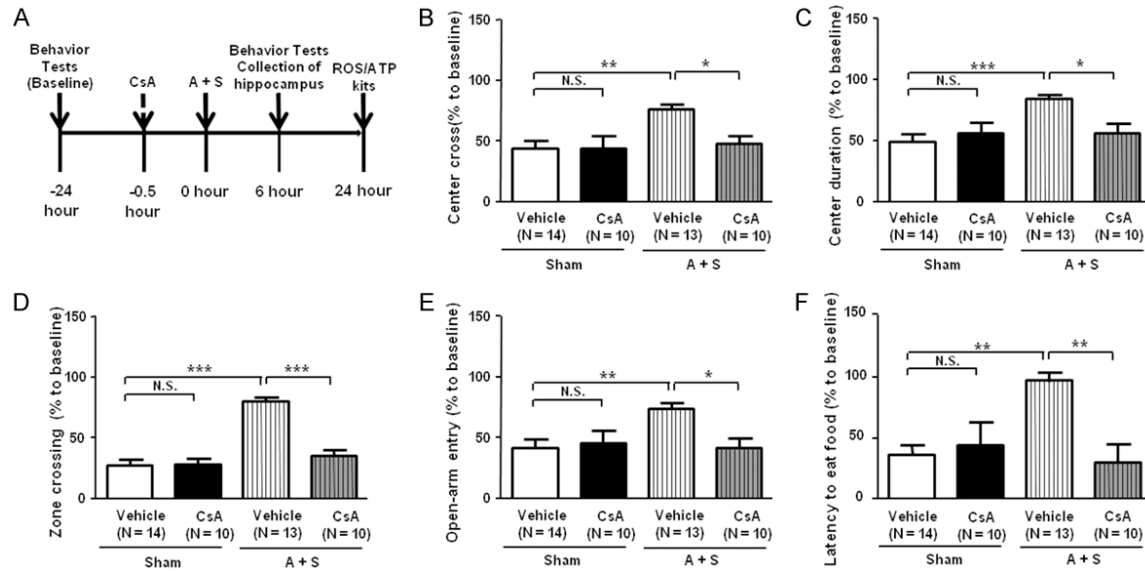 A
Behavior
Tests
(Baseline)
CsA
A + S
Behavior Tests
Collection of
hippocampus
ROS/ATP
kits
-24
hour
-0.5
hour
0 hour
6 hour
24 hour
B
Center cross(% to baseline)
150
100
50
0
**
*
N.S.
Vehicle
(N = 14)
CsA
(N = 10)
Vehicle
(N = 13)
CsA
(N = 10)
Sham
A + S
C
Center duration (% to baseline)
150
100
50
0
***
*
N.S.
Vehicle
(N = 14)
CsA
(N = 10)
Vehicle
(N = 13)
CsA
(N = 10)
Sham
A + S
D
Zone crossing (% to baseline)
150
100
50
0
***
***
N.S.
Vehicle
(N = 14)
CsA
(N = 10)
Vehicle
(N = 13)
CsA
(N = 10)
Sham
A + S
E
Open-arm entry (% to baseline)
150
100
50
0
**
*
N.S.
Vehicle
(N = 14)
CsA
(N = 10)
Vehicle
(N = 13)
CsA
(N = 10)
Sham
A + S
F
Latency to eat food (% to baseline)
150
100
50
0
**
**
N.S.
Vehicle
(N = 14)
CsA
(N = 10)
Vehicle
(N = 13)
CsA
(N = 10)
Sham
A + S